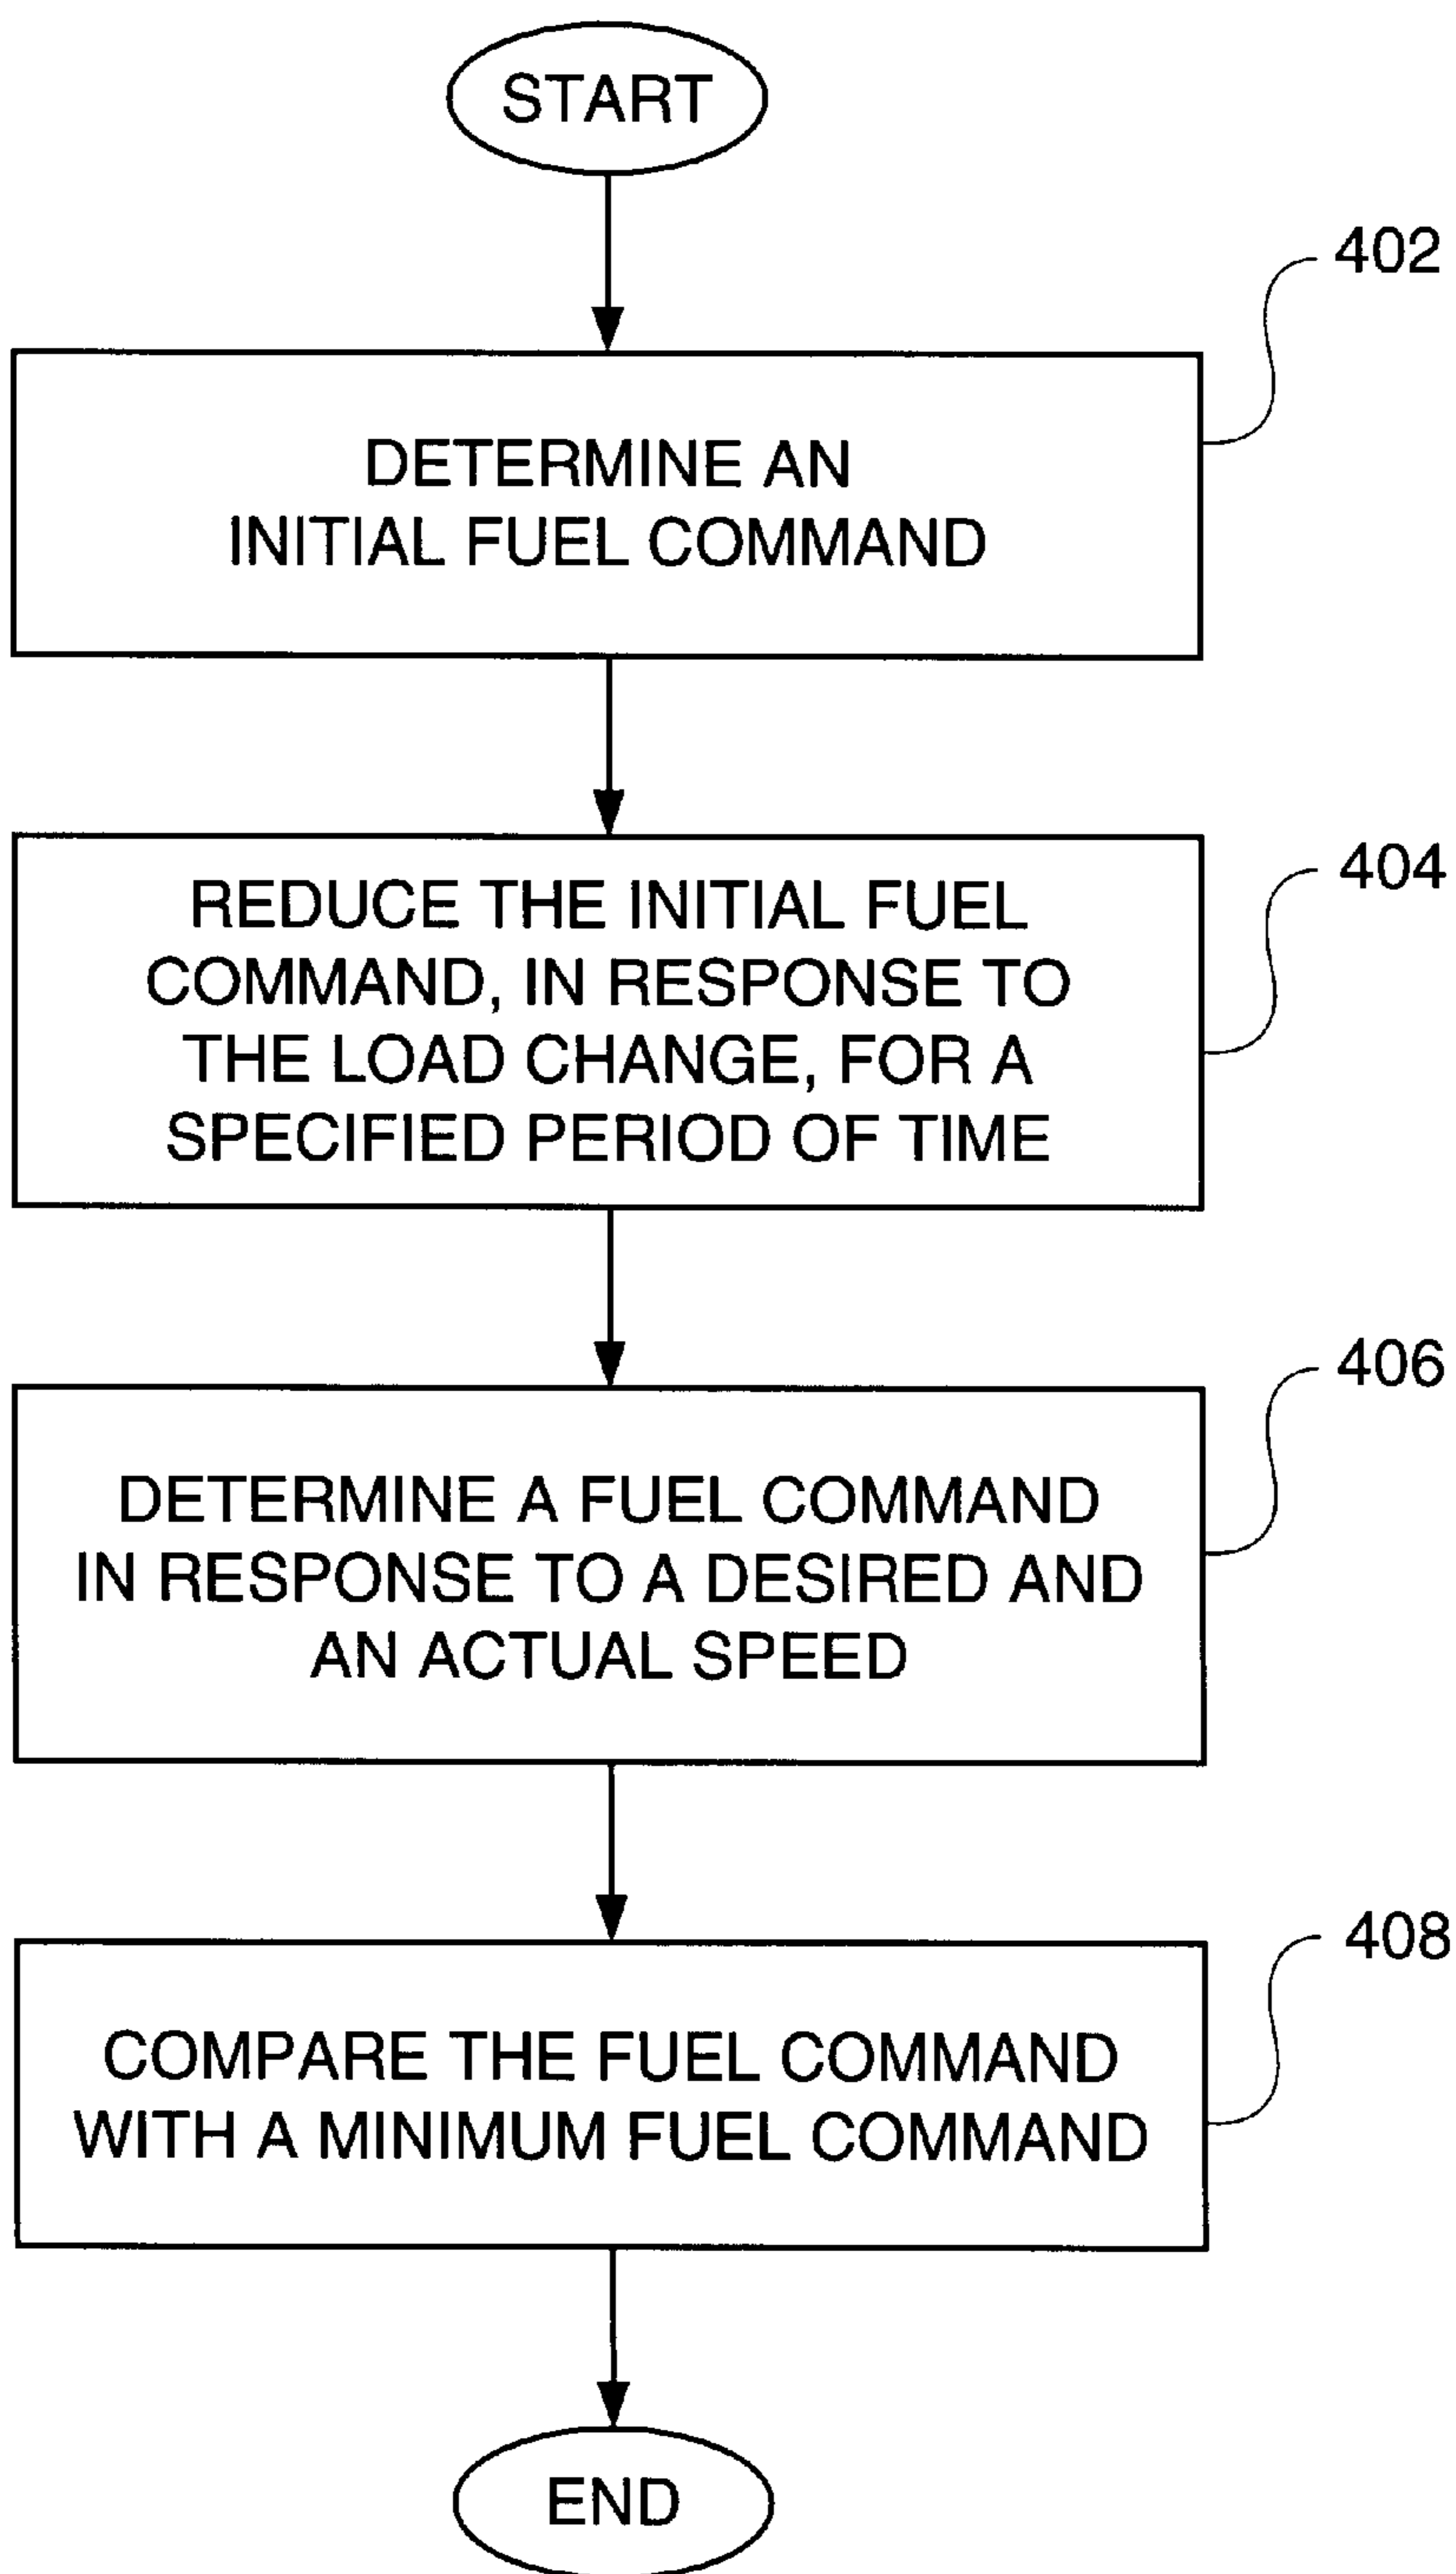 START
402
DETERMINE AN
INITIAL FUEL COMMAND
404
REDUCE THE INITIAL FUEL
COMMAND, IN RESPONSE TO
THE LOAD CHANGE, FOR A
SPECIFIED PERIOD OF TIME
406
DETERMINE A FUEL COMMAND
IN RESPONSE TO A DESIRED AND
AN ACTUAL SPEED
408
COMPARE THE FUEL COMMAND
WITH A MINIMUM FUEL COMMAND
END